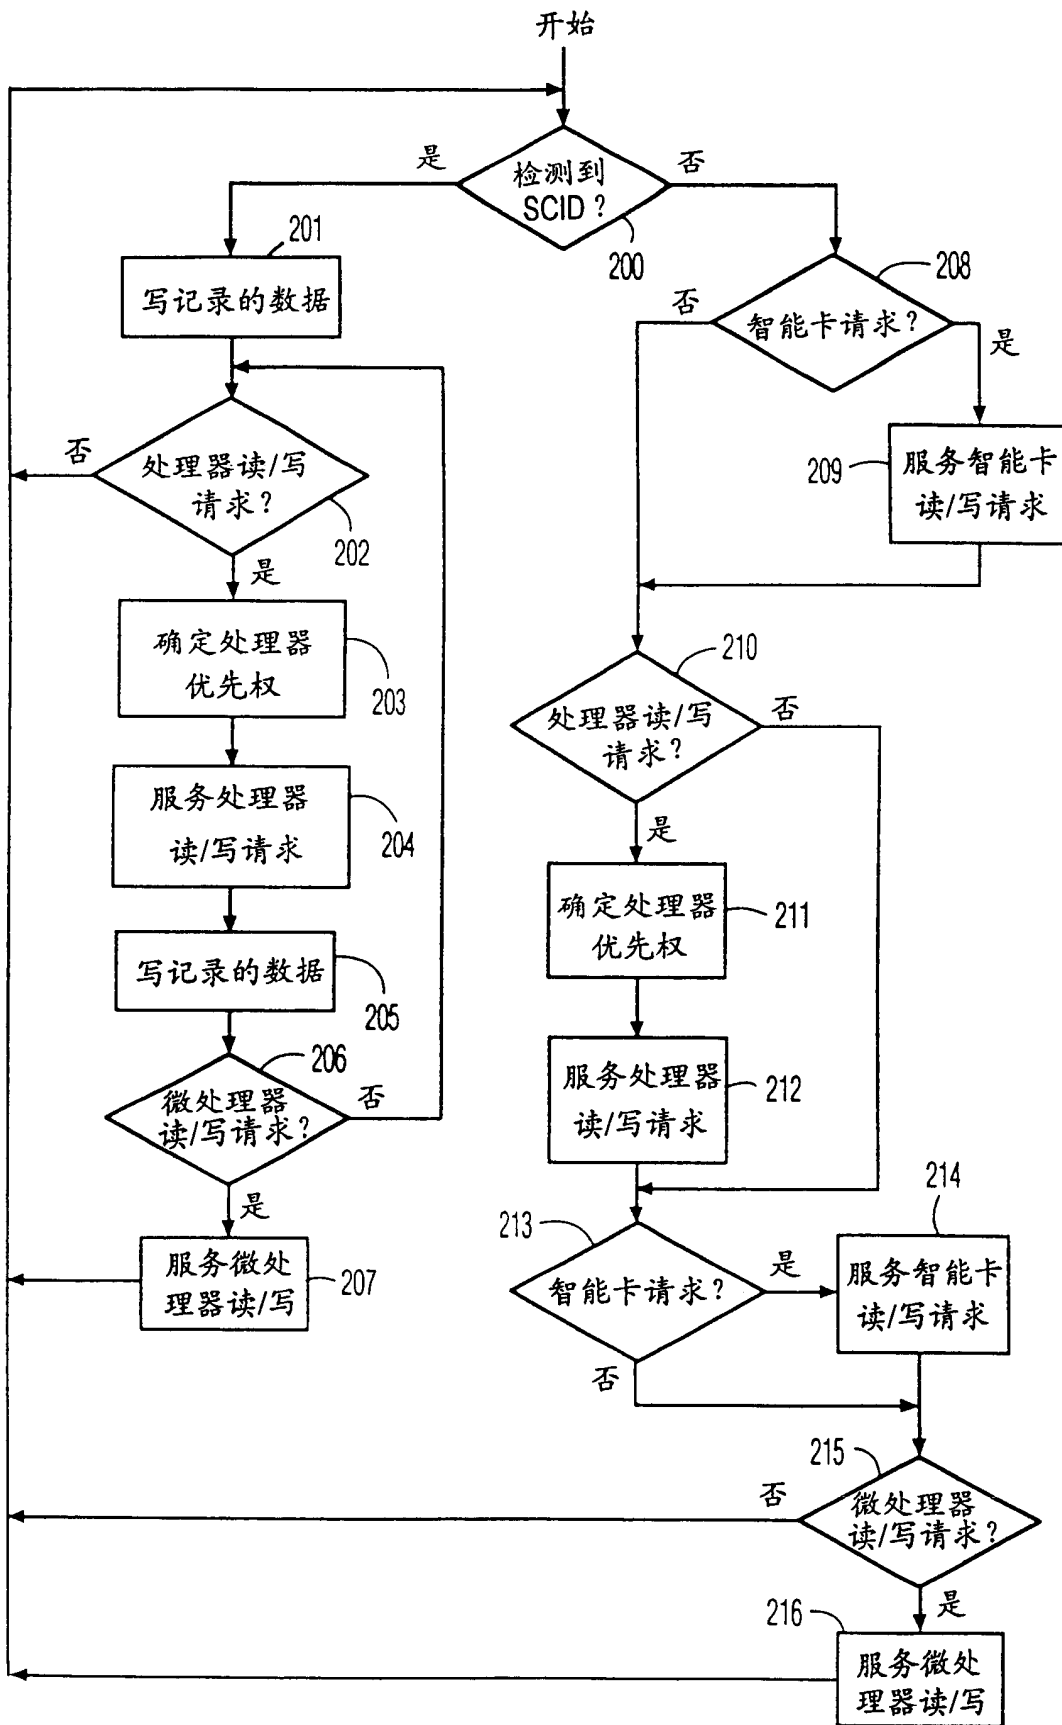 开始
是
检测到
SCID？
否
200
201
写记录的数据
208
否
智能卡请求？
是
否
处理器读/写
请求？
202
209
服务智能卡
读/写请求
是
确定处理器
优先权
203
210
处理器读/写
请求？
否
服务处理器
读/写请求
204
是
确定处理器
优先权
211
写记录的数据
205
206
微处理器
读/写请求？
否
服务处理器
读/写请求
212
是
服务微处
理器读/写
207
213
智能卡请求？
是
214
服务智能卡
读/写请求
否
215
否
微处理器
读/写请求？
是
216
服务微处
理器读/写